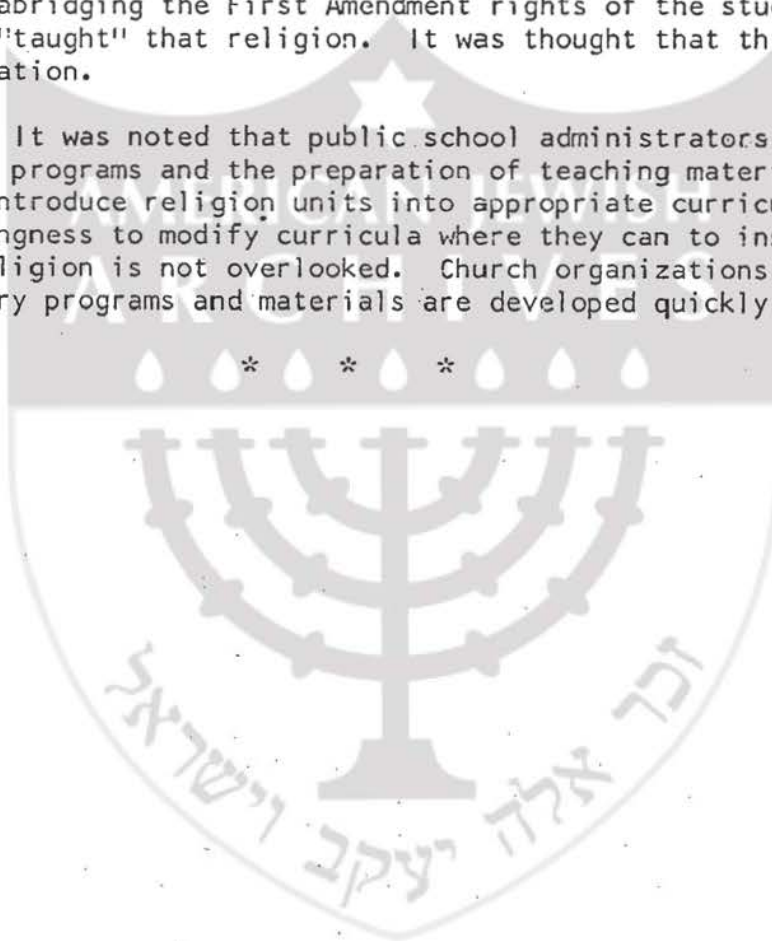 abridging the First Amendment rights of the stu
"taught" that religion. It was thought that th
ation.
It was noted that public school administrators
programs and the preparation of teaching mater
ntroduce religion units into appropriate curricu
ngness to modify curricula where they can to in
ligion is not overlooked. Church organizations
ry programs and materials are developed quickly
* * *
AMERICAN JEWISH
ARCHIVES
זכר אלה יעקב וישראל